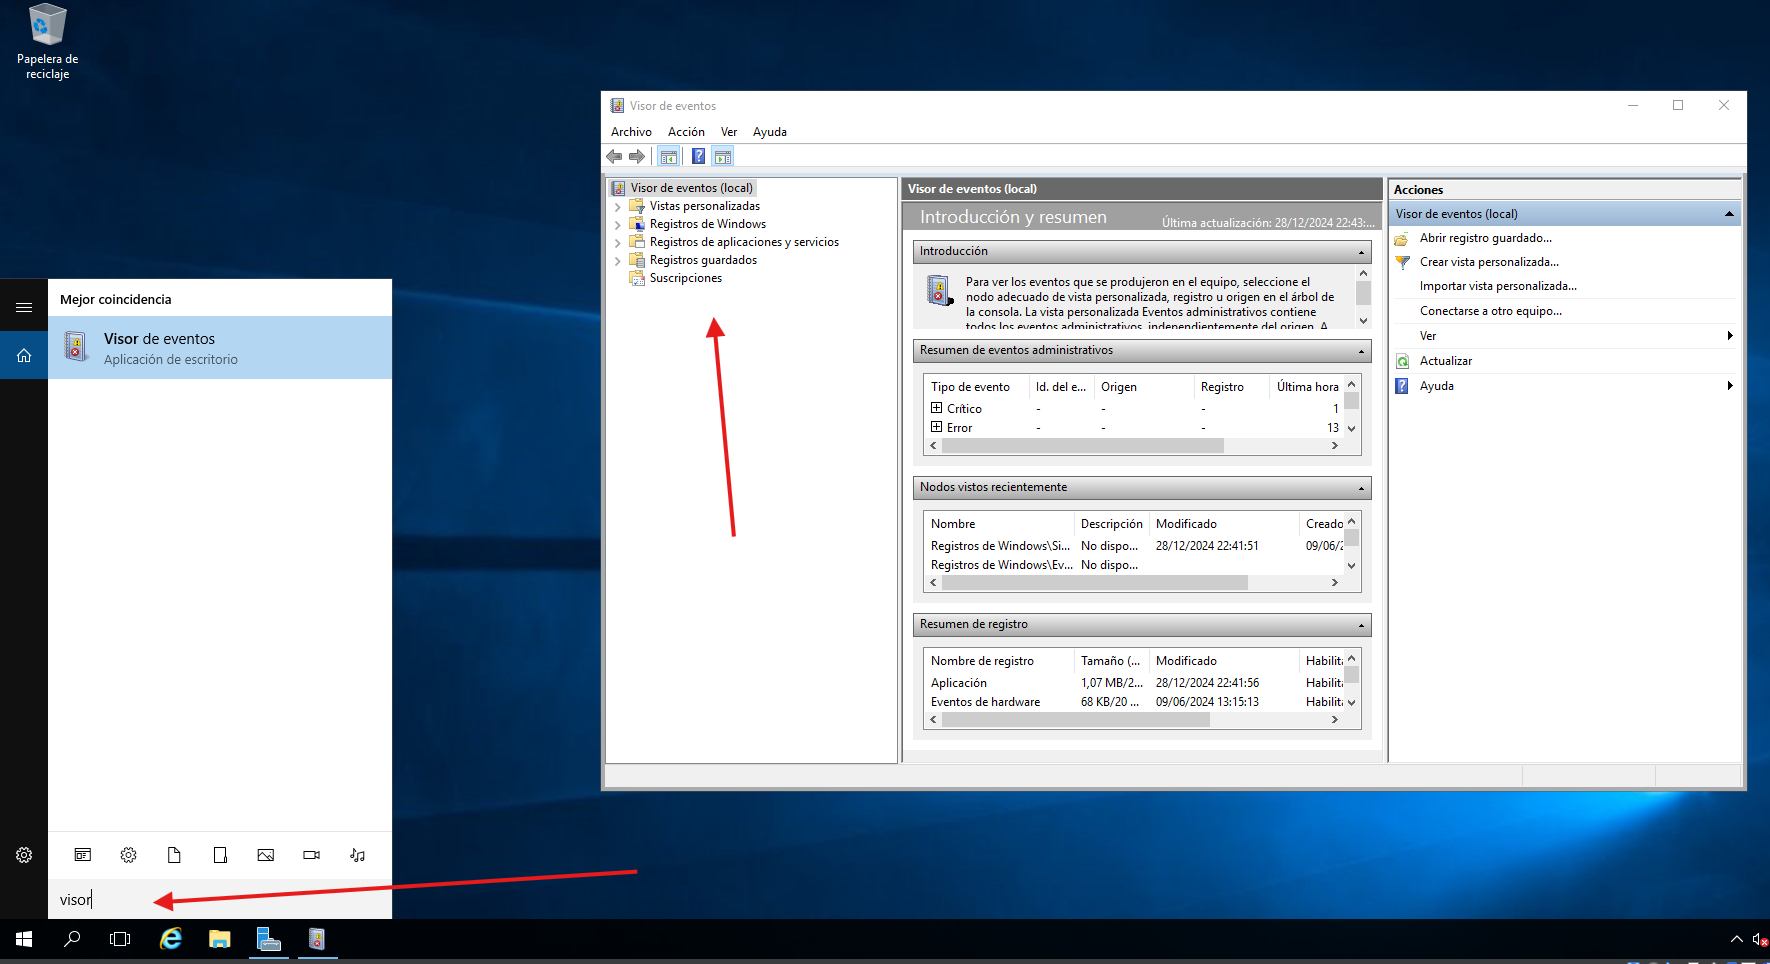 Papelera de
reciclaje
Visor de eventos
Archivo Acción Ver Ayuda
Visor de eventos (local)
Vistas personalizadas
Registros de Windows
Registros de aplicaciones y servicios
Registros guardados
Suscripciones
Visor de eventos (local)
Introducción y resumen
Última actualización: 28/12/2024 22:43:...
Introducción
Para ver los eventos que se produjeron en el equipo, seleccione el
nodo adecuado de vista personalizada, registro u origen en el árbol de
la consola. La vista personalizada Eventos administrativos contiene
todos los eventos administrativos, independientemente del origen. A
Resumen de eventos administrativos
Tipo de evento Id. del e... Origen Registro Última hora
Crítico - - - 1
Error - - - 13
Nodos vistos recientemente
Nombre Descripción Modificado Creado
Registros de Windows\Si... No dispo... 28/12/2024 22:41:51 09/06/2
Registros de Windows\Ev... No dispo...
Resumen de registro
Nombre de registro Tamaño (... Modificado Habilit
Aplicación 1,07 MB/2... 28/12/2024 22:41:56 Habilit
Eventos de hardware 68 KB/20 ... 09/06/2024 13:15:13 Habilit
Acciones
Visor de eventos (local)
Abrir registro guardado...
Crear vista personalizada...
Importar vista personalizada...
Conectarse a otro equipo...
Ver
Actualizar
Ayuda
Mejor coincidencia
Visor de eventos
Aplicación de escritorio
visor